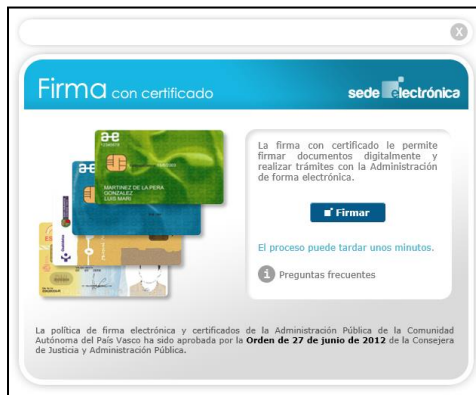 X
Firma con certificado
sede electrónica
MARTINEZ DE LA PERA
GONZALEZ
LUIS MARI
La firma con certificado le permite
firmar documentos digitalmente y
realizar trámites con la Administración
de forma electrónica.
Firmar
El proceso puede tardar unos minutos.
i Preguntas frecuentes
La política de firma electrónica y certificados de la Administración Pública de la Comunidad
Autónoma del País Vasco ha sido aprobada por la Orden de 27 de junio de 2012 de la Consejera
de Justicia y Administración Pública.